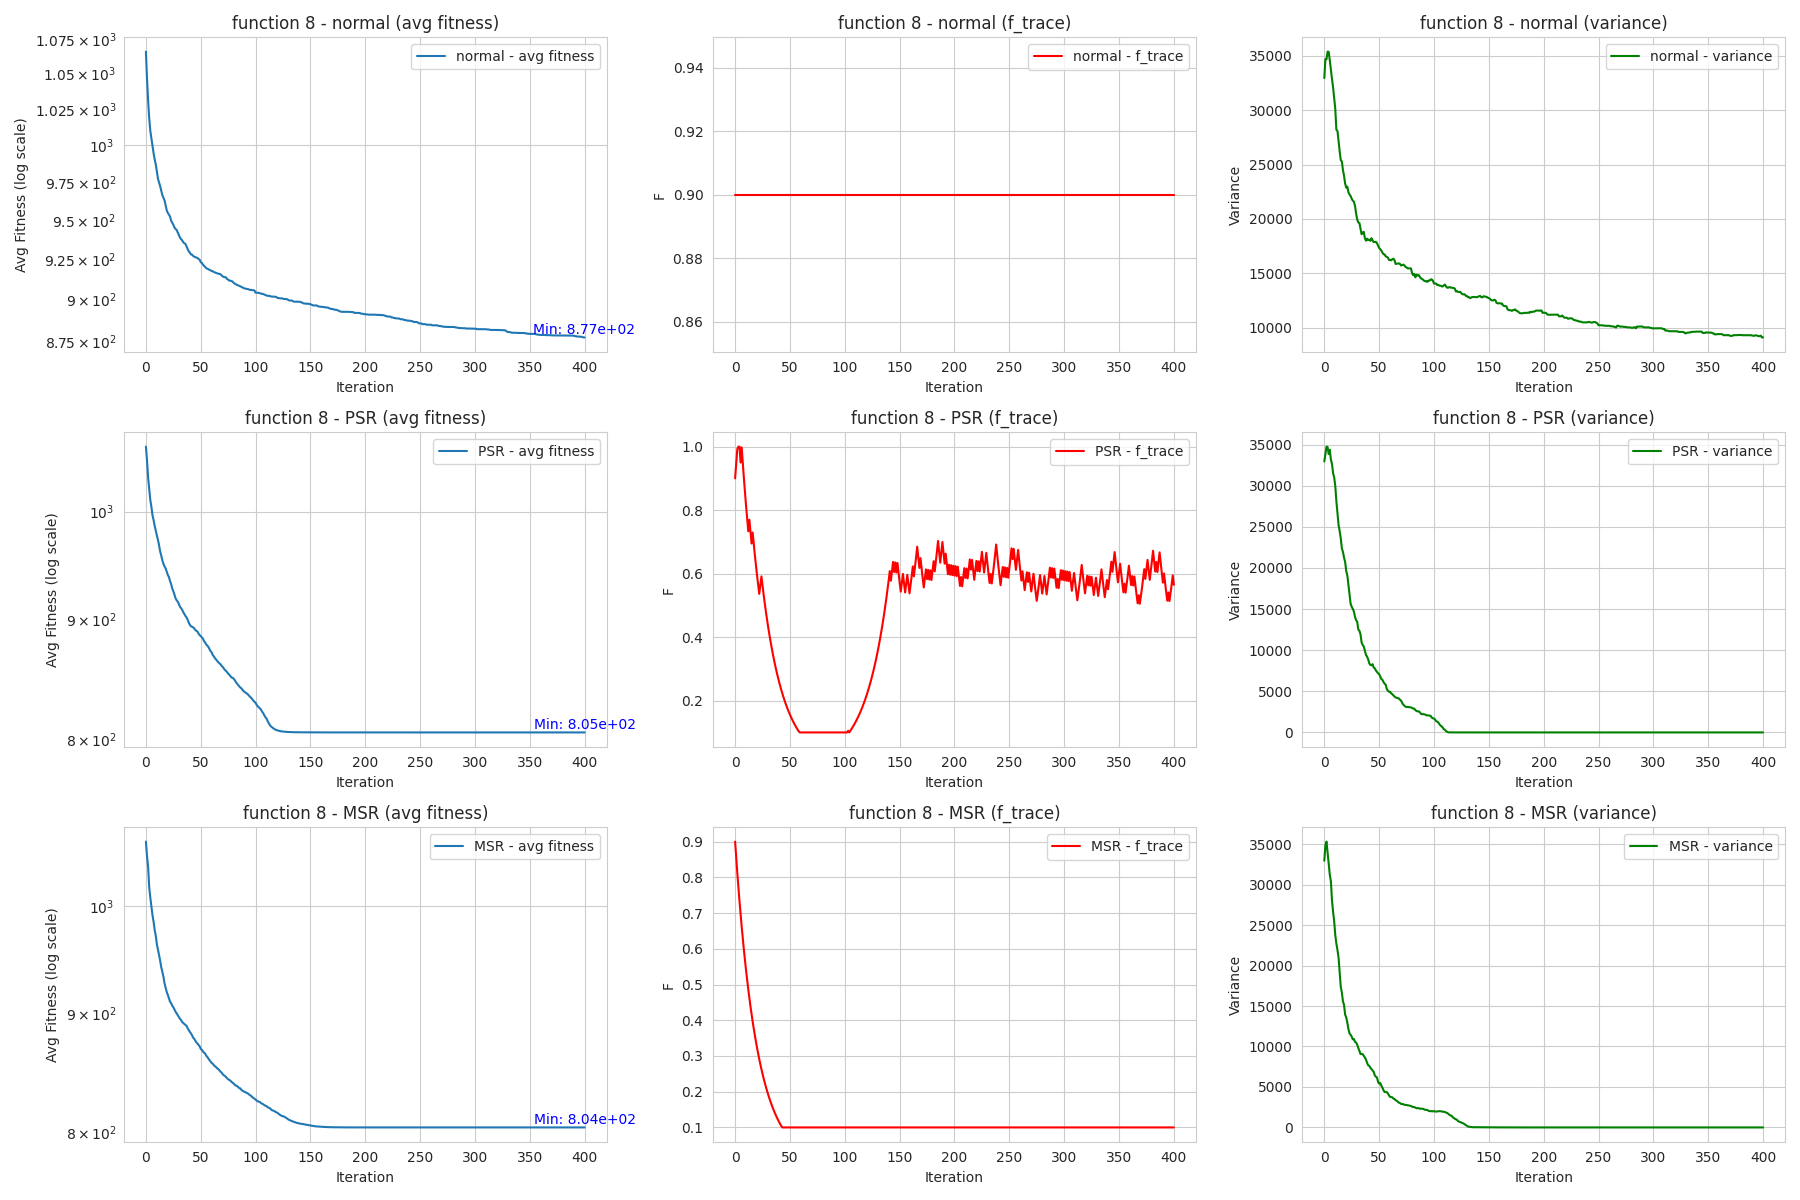 function 8 - normal (avg fitness)
1.075 × 10³
1.05 × 10³
1.025 × 10³
10³
9.75 × 10²
9.5 × 10²
9.25 × 10²
9 × 10²
8.75 × 10²
Avg Fitness (log scale)
normal - avg fitness
Min: 8.77e+02
0 50 100 150 200 250 300 350 400
Iteration
function 8 - normal (f_trace)
0.94
0.92
0.90
0.88
0.86
F
normal - f_trace
0 50 100 150 200 250 300 350 400
Iteration
function 8 - normal (variance)
35000
30000
25000
20000
15000
10000
Variance
normal - variance
0 50 100 150 200 250 300 350 400
Iteration
function 8 - PSR (avg fitness)
10³
9 × 10²
8 × 10²
Avg Fitness (log scale)
PSR - avg fitness
Min: 8.05e+02
0 50 100 150 200 250 300 350 400
Iteration
function 8 - PSR (f_trace)
1.0
0.8
0.6
0.4
0.2
F
PSR - f_trace
0 50 100 150 200 250 300 350 400
Iteration
function 8 - PSR (variance)
35000
30000
25000
20000
15000
10000
5000
0
Variance
PSR - variance
0 50 100 150 200 250 300 350 400
Iteration
function 8 - MSR (avg fitness)
10³
9 × 10²
8 × 10²
Avg Fitness (log scale)
MSR - avg fitness
Min: 8.04e+02
0 50 100 150 200 250 300 350 400
Iteration
function 8 - MSR (f_trace)
0.9
0.8
0.7
0.6
0.5
0.4
0.3
0.2
0.1
F
MSR - f_trace
0 50 100 150 200 250 300 350 400
Iteration
function 8 - MSR (variance)
35000
30000
25000
20000
15000
10000
5000
0
Variance
MSR - variance
0 50 100 150 200 250 300 350 400
Iteration